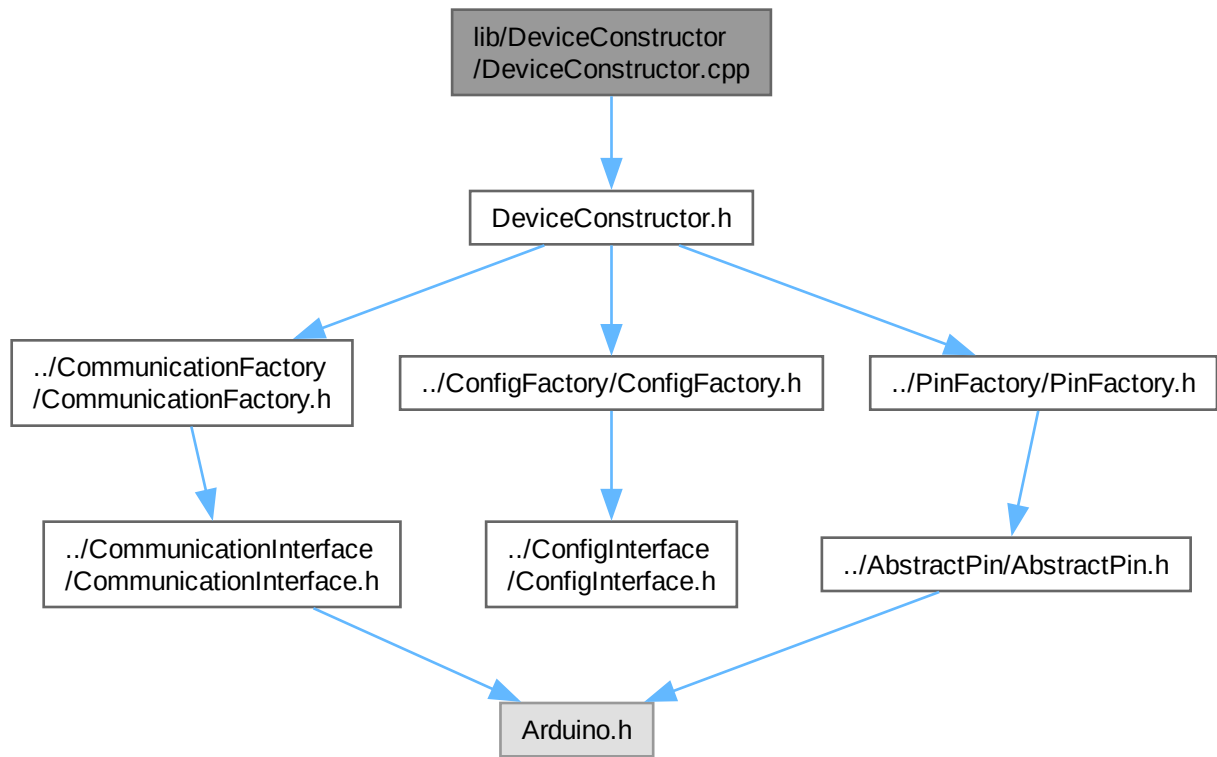 lib/DeviceConstructor
/DeviceConstructor.cpp
DeviceConstructor.h
../CommunicationFactory
/CommunicationFactory.h
../ConfigFactory/ConfigFactory.h
../PinFactory/PinFactory.h
../CommunicationInterface
/CommunicationInterface.h
../ConfigInterface
/ConfigInterface.h
../AbstractPin/AbstractPin.h
Arduino.h